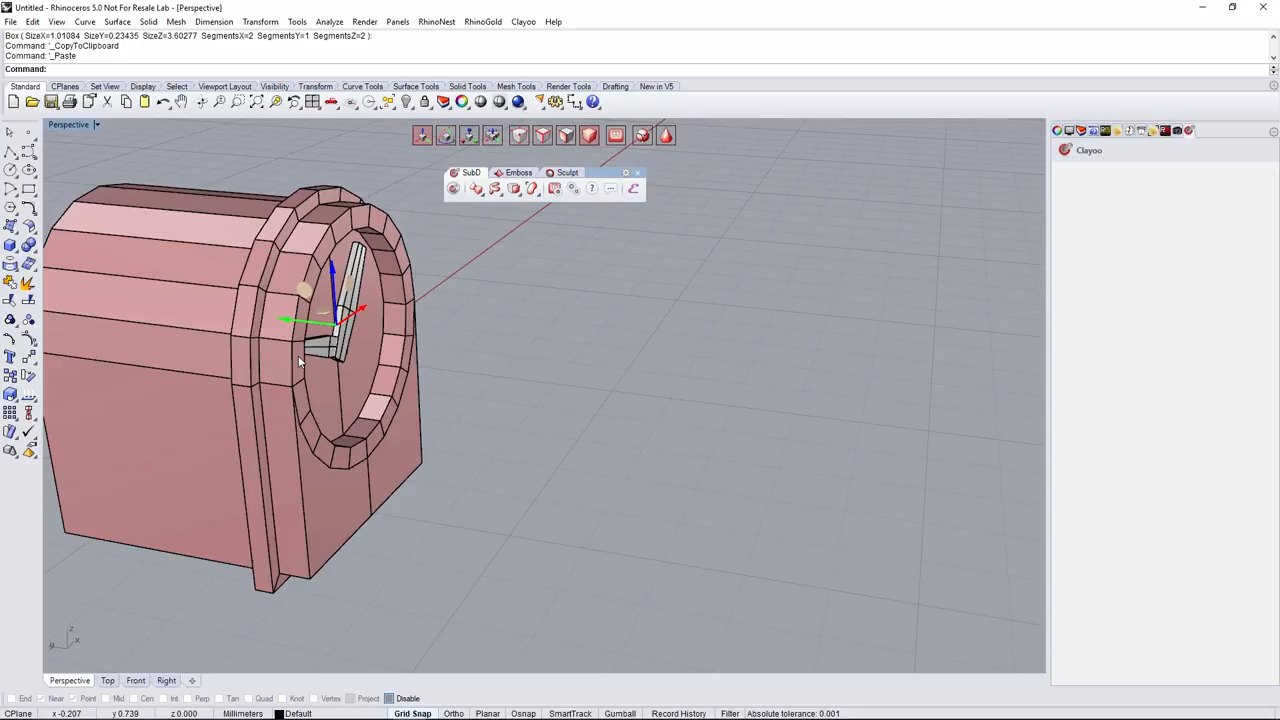 Untitled - Rhinoceros 5.0 Not For Resale Lab - [Perspective]
File Edit View Curve Surface Solid Mesh Dimension Transform Tools Analyze Render Panels RhinoNest RhinoGold Clayoo Help
Box ( SizeX=1.01084 SizeY=0.23435 SizeZ=3.60277 SegmentsX=2 SegmentsY=1 SegmentsZ=2 ):
Command: '_CopyToClipboard
Command: '_Paste
Command:
Standard CPlanes Set View Display Select Viewport Layout Visibility Transform Curve Tools Surface Tools Solid Tools Mesh Tools Render Tools Drafting New in V5
Perspective
Clayoo
SubD Emboss Sculpt
z
y x
Perspective Top Front Right
End Near Point Mid Cen Int Perp Tan Quad Knot Vertex Project Disable
CPlane x -0.207 y 0.739 z 0.000 Millimeters Default Grid Snap Ortho Planar Osnap SmartTrack Gumball Record History Filter Absolute tolerance: 0.001